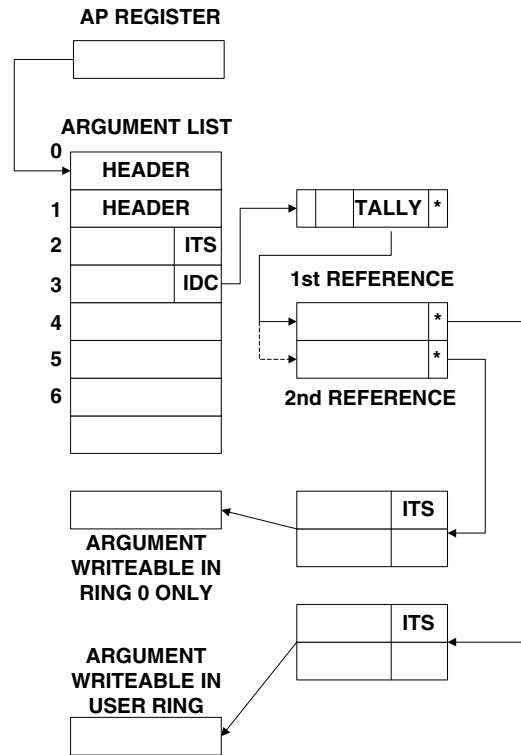 AP REGISTER
ARGUMENT LIST
0
HEADER
1
HEADER
TALLY *
2
ITS
3
IDC
1st REFERENCE
4
*
5
*
6
2nd REFERENCE
ITS
ARGUMENT
WRITEABLE IN
RING 0 ONLY
ITS
ARGUMENT
WRITEABLE IN
USER RING